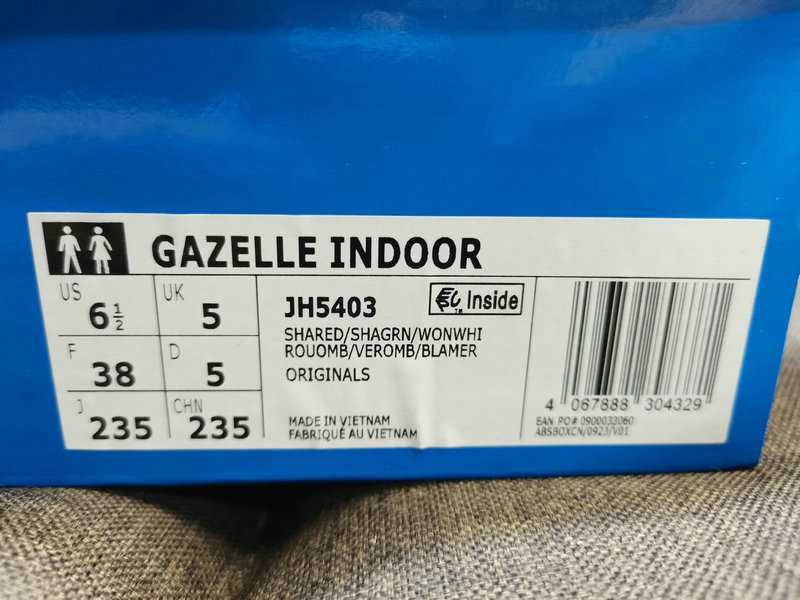 GAZELLE INDOOR
US 6½
UK 5
F 38
D 5
J 235
CHN 235
JH5403
Inside
TM
SHARED/SHAGRN/WONWHI
ROUOMB/VEROMB/BLAMER
ORIGINALS
MADE IN VIETNAM
FABRIQUÉ AU VIETNAM
4 067888 304329
EAN PO# 0900033060
ABSBOXCN/0923/V01